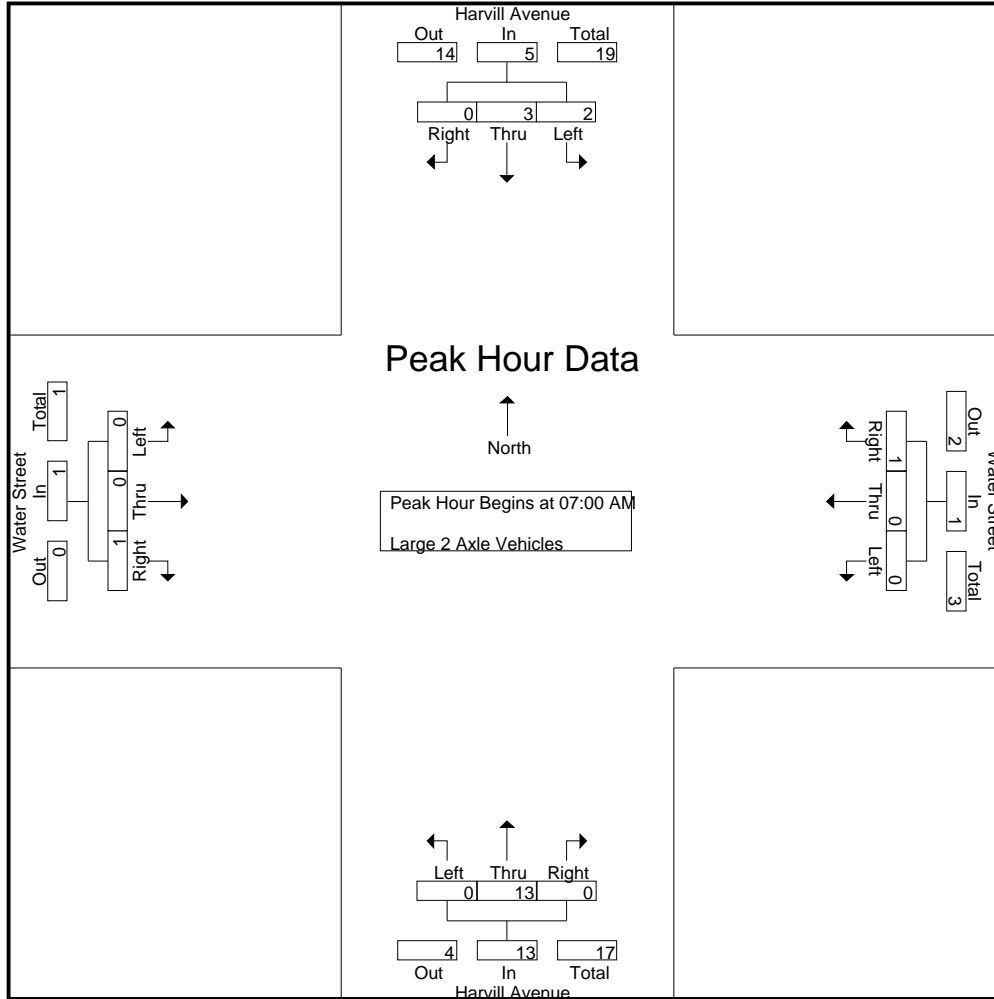 Harvill Avenue
Out In Total
14 5 19
0 3 2
Right Thru Left
Peak Hour Data
North
Peak Hour Begins at 07:00 AM
Large 2 Axle Vehicles
Water Street
Total In Out
1 1 0
0 0 1
Left Thru Right
Water Street
Out In Total
2 1 3
1 0 0
Right Thru Left
Left Thru Right
0 13 0
4 13 17
Out In Total
Harvill Avenue